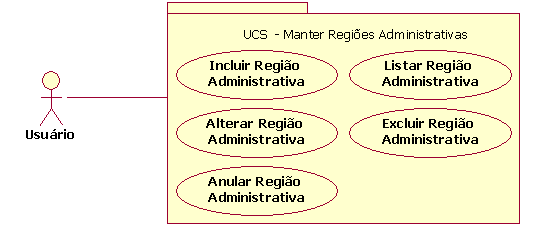 UCS - Manter Regiões Administrativas
Incluir Região
Administrativa
Listar Região
Administrativa
Alterar Região
Administrativa
Excluir Região
Administrativa
Anular Região
Administrativa
Usuário